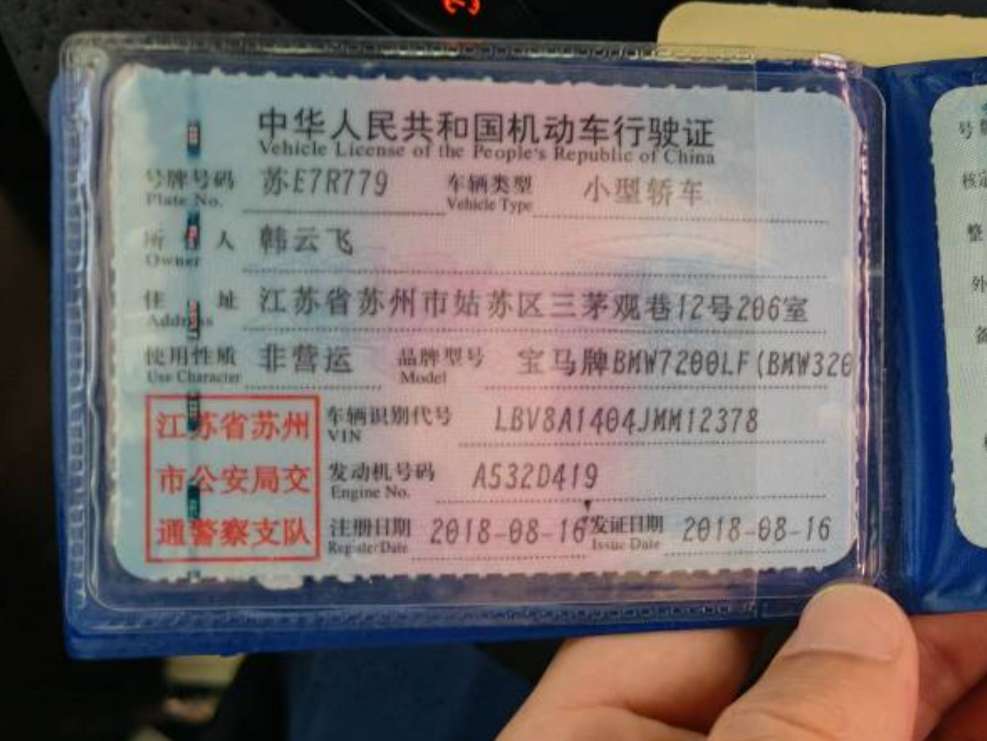 中华人民共和国机动车行驶证
Vehicle License of the People's Republic of China
号牌号码 苏E7R779 车辆类型 小型轿车
Plate No. Vehicle Type
所有人 韩云飞
Owner
住址 江苏省苏州市姑苏区三茅观巷12号206室
Address
使用性质 非营运 品牌型号 宝马牌BMW7200LF(BMW320
Use Character Model
江苏省苏州
市公安局交
通警察支队
车辆识别代号 LBV8A1404JMM12378
VIN
发动机号码 A532D419
Engine No.
注册日期 2018-08-16 发证日期 2018-08-16
Register Date Issue Date
号
核定
整
外